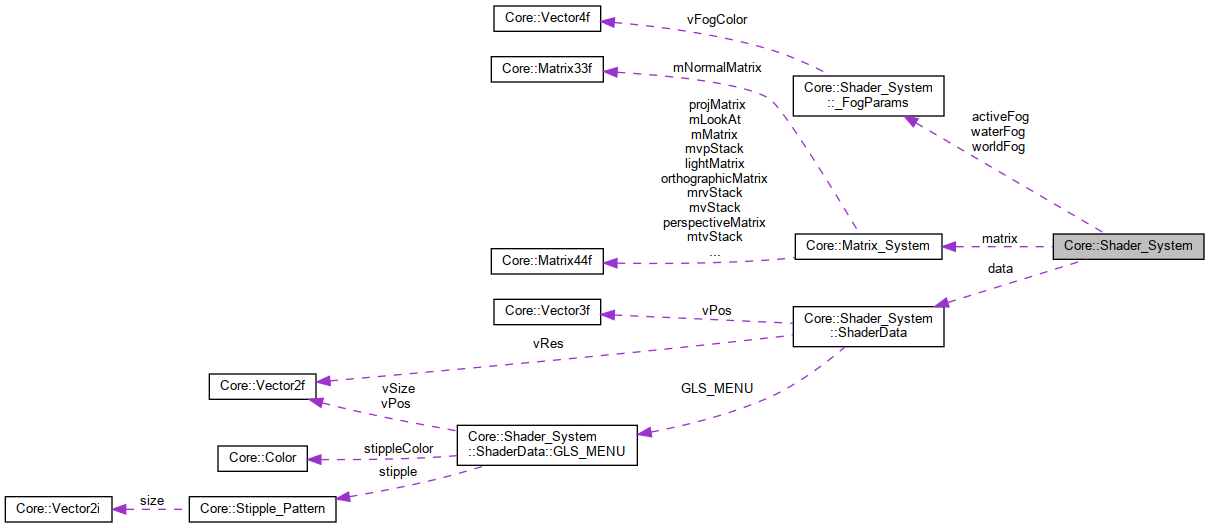 Core::Vector4f
vFogColor
Core::Matrix33f
mNormalMatrix
Core::Shader_System
::_FogParams
projMatrix
mLookAt
mMatrix
mvpStack
lightMatrix
orthographicMatrix
mrvStack
mvStack
perspectiveMatrix
mtvStack
...
activeFog
waterFog
worldFog
Core::Matrix44f
Core::Matrix_System
matrix
Core::Shader_System
data
Core::Vector3f
vPos
Core::Shader_System
::ShaderData
vRes
Core::Vector2f
vSize
vPos
GLS_MENU
Core::Color
stippleColor
Core::Shader_System
::ShaderData::GLS_MENU
stipple
Core::Vector2i
size
Core::Stipple_Pattern